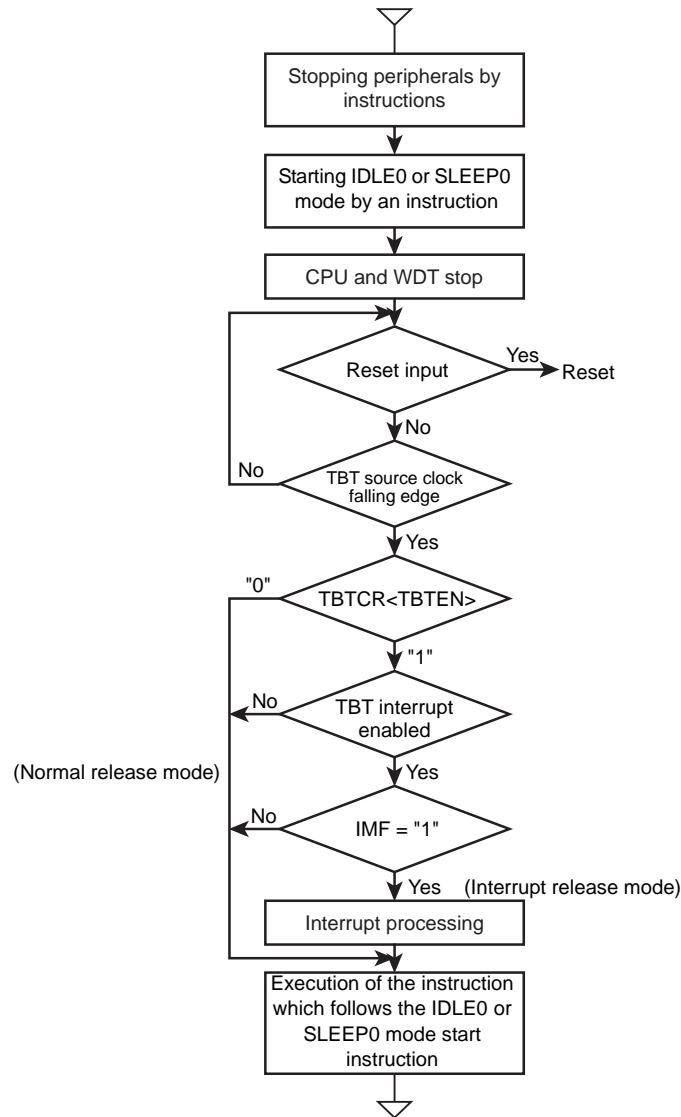 Stopping peripherals by
instructions
Starting IDLE0 or SLEEP0
mode by an instruction
CPU and WDT stop
Reset input
Yes
Reset
No
No
TBT source clock
falling edge
Yes
"0"
TBTCR<TBTEN>
"1"
No
TBT interrupt
enabled
(Normal release mode)
Yes
No
IMF = "1"
Yes
(Interrupt release mode)
Interrupt processing
Execution of the instruction
which follows the IDLE0 or
SLEEP0 mode start
instruction